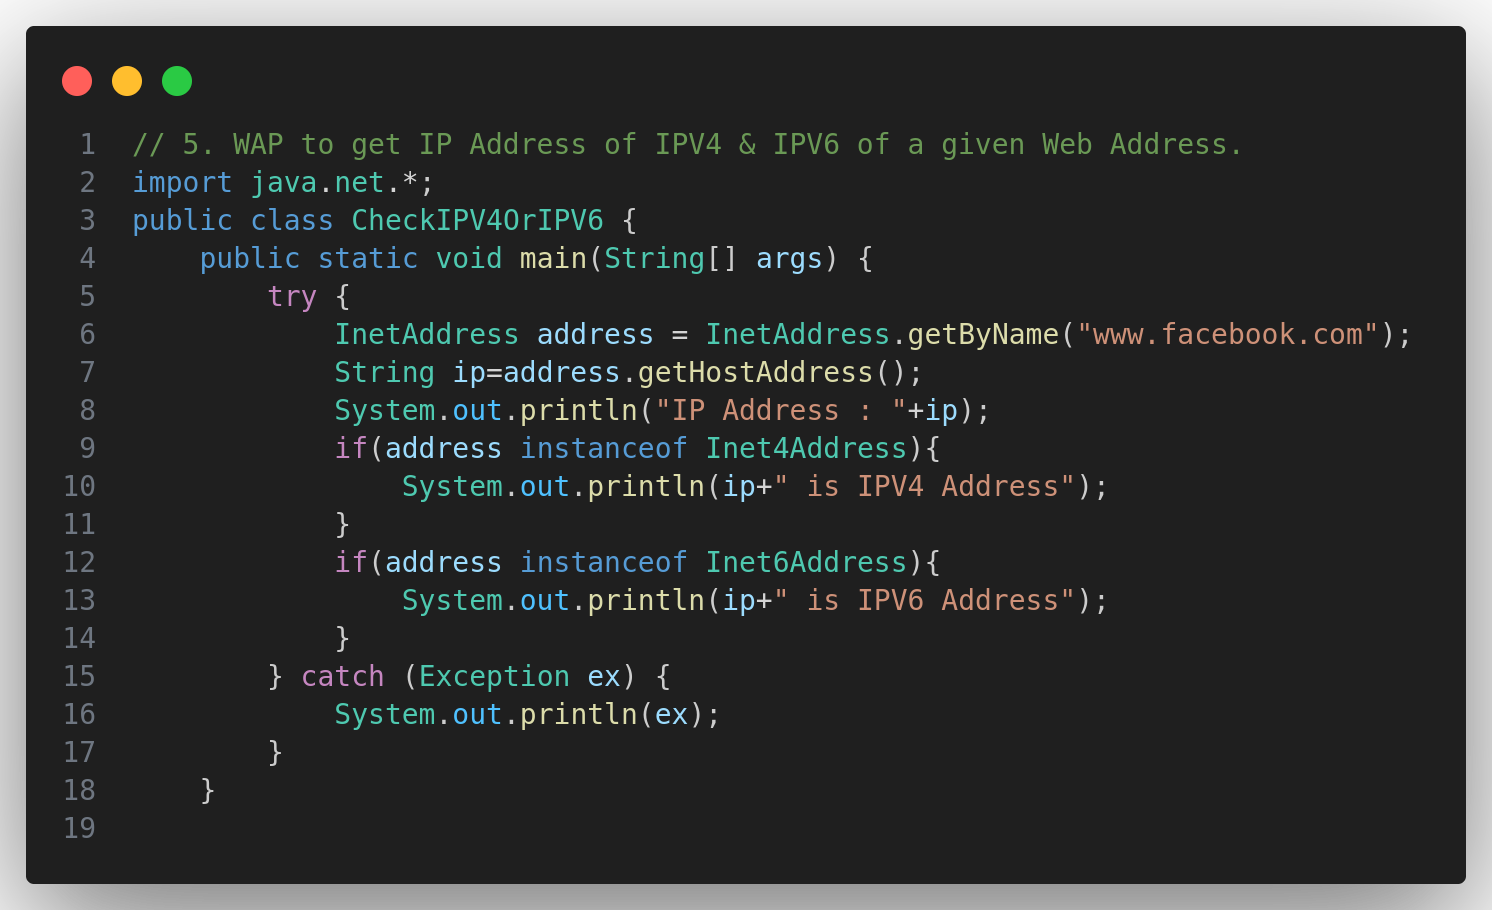 1 // 5. WAP to get IP Address of IPV4 & IPV6 of a given Web Address.
2 import java.net.*;
3 public class CheckIPV4OrIPV6 {
4     public static void main(String[] args) {
5         try {
6             InetAddress address = InetAddress.getByName("www.facebook.com");
7             String ip=address.getHostAddress();
8             System.out.println("IP Address : "+ip);
9             if(address instanceof Inet4Address){
10                 System.out.println(ip+" is IPV4 Address");
11             }
12             if(address instanceof Inet6Address){
13                 System.out.println(ip+" is IPV6 Address");
14             }
15         } catch (Exception ex) {
16             System.out.println(ex);
17         }
18     }
19